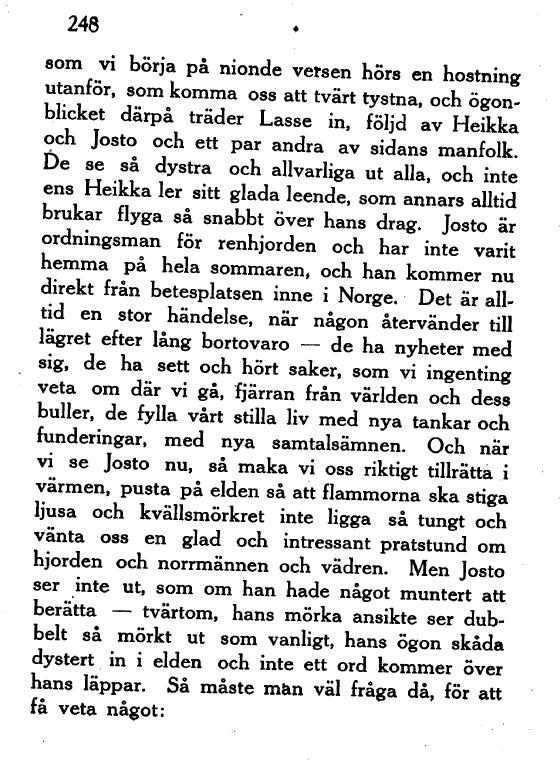 248
som vi börja på nionde versen hörs en hostning
utanför, som komma oss att tvärt tystna, och ögon-
blicket därpå träder Lasse in, följd av Heikka
och Josto och ett par andra av sidans manfolk.
De se så dystra och allvarliga ut alla, och inte
ens Heikka ler sitt glada leende, som annars alltid
brukar flyga så snabbt över hans drag. Josto är
ordningsman för renhjorden och har inte varit
hemma på hela sommaren, och han kommer nu
direkt från betesplatsen inne i Norge. Det är all-
tid en stor händelse, när någon återvänder till
lägret efter lång bortovaro — de ha nyheter med
sig, de ha sett och hört saker, som vi ingenting
veta om där vi gå, fjärran från världen och dess
buller, de fylla vårt stilla liv med nya tankar och
funderingar, med nya samtalsämnen. Och när
vi se Josto nu, så maka vi oss riktigt tillrätta i
värmen, pusta på elden så att flammorna ska stiga
ljusa och kvällsmörkret inte ligga så tungt och
vänta oss en glad och intressant pratstund om
hjorden och norrmännen och vädren. Men Josto
ser inte ut, som om han hade något muntert att
berätta — tvärtom, hans mörka ansikte ser dub-
belt så mörkt ut som vanligt, hans ögon skåda
dystert in i elden och inte ett ord kommer över
hans läppar. Så måste man väl fråga då, för att
få veta något: